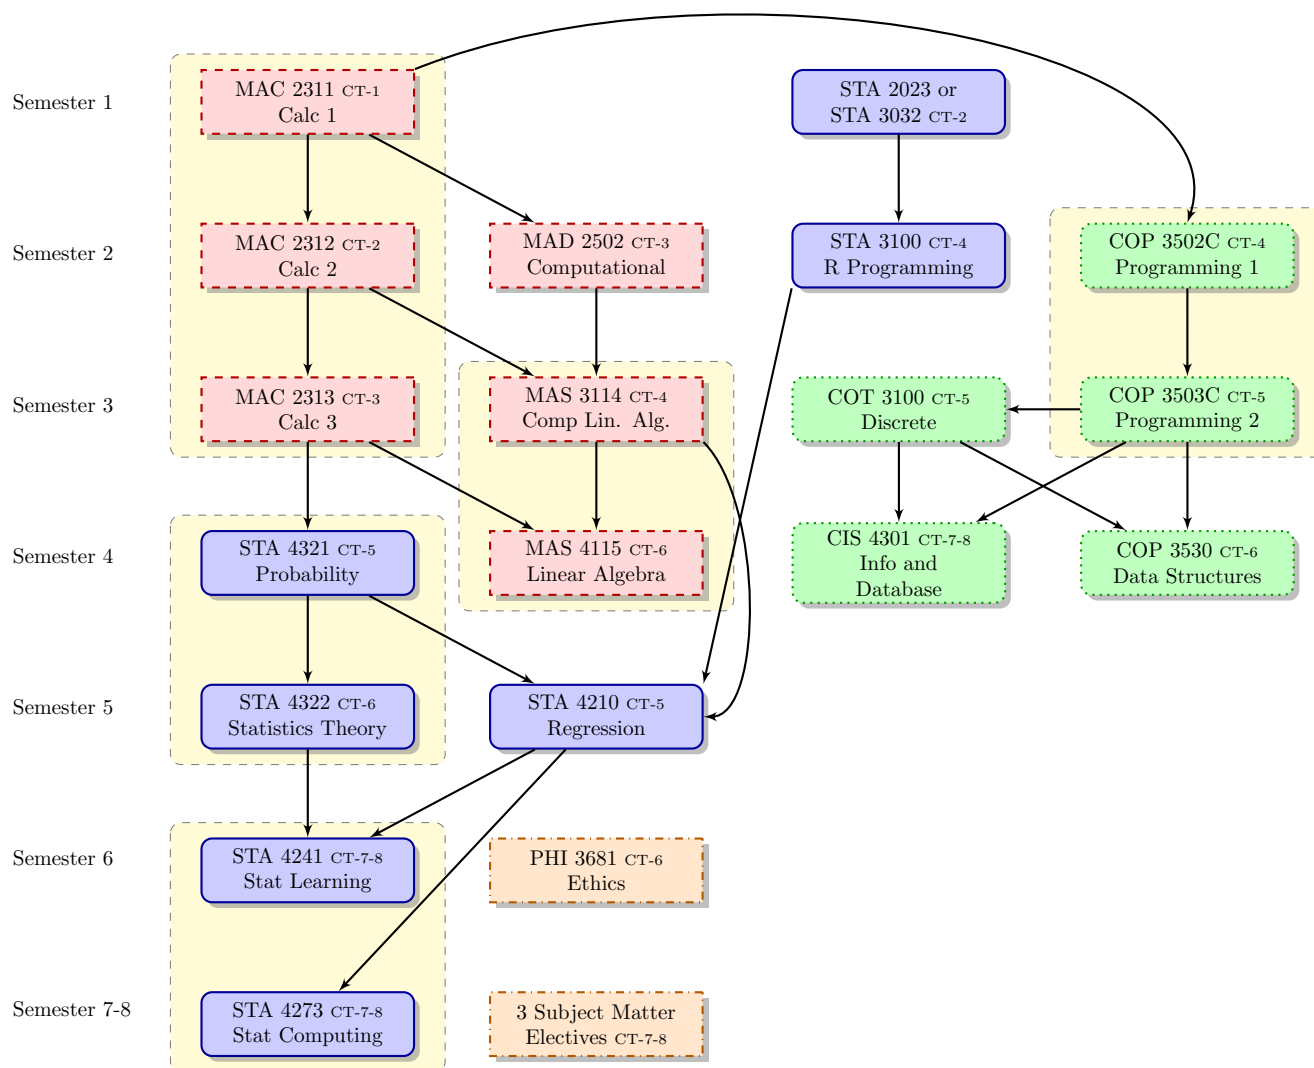 Semester 1
MAC 2311 CT-1
Calc 1
STA 2023 or
STA 3032 CT-2
Semester 2
MAC 2312 CT-2
Calc 2
MAD 2502 CT-3
Computational
STA 3100 CT-4
R Programming
COP 3502C CT-4
Programming 1
Semester 3
MAC 2313 CT-3
Calc 3
MAS 3114 CT-4
Comp Lin. Alg.
COT 3100 CT-5
Discrete
COP 3503C CT-5
Programming 2
Semester 4
STA 4321 CT-5
Probability
MAS 4115 CT-6
Linear Algebra
CIS 4301 CT-7-8
Info and
Database
COP 3530 CT-6
Data Structures
Semester 5
STA 4322 CT-6
Statistics Theory
STA 4210 CT-5
Regression
Semester 6
STA 4241 CT-7-8
Stat Learning
PHI 3681 CT-6
Ethics
Semester 7-8
STA 4273 CT-7-8
Stat Computing
3 Subject Matter
Electives CT-7-8